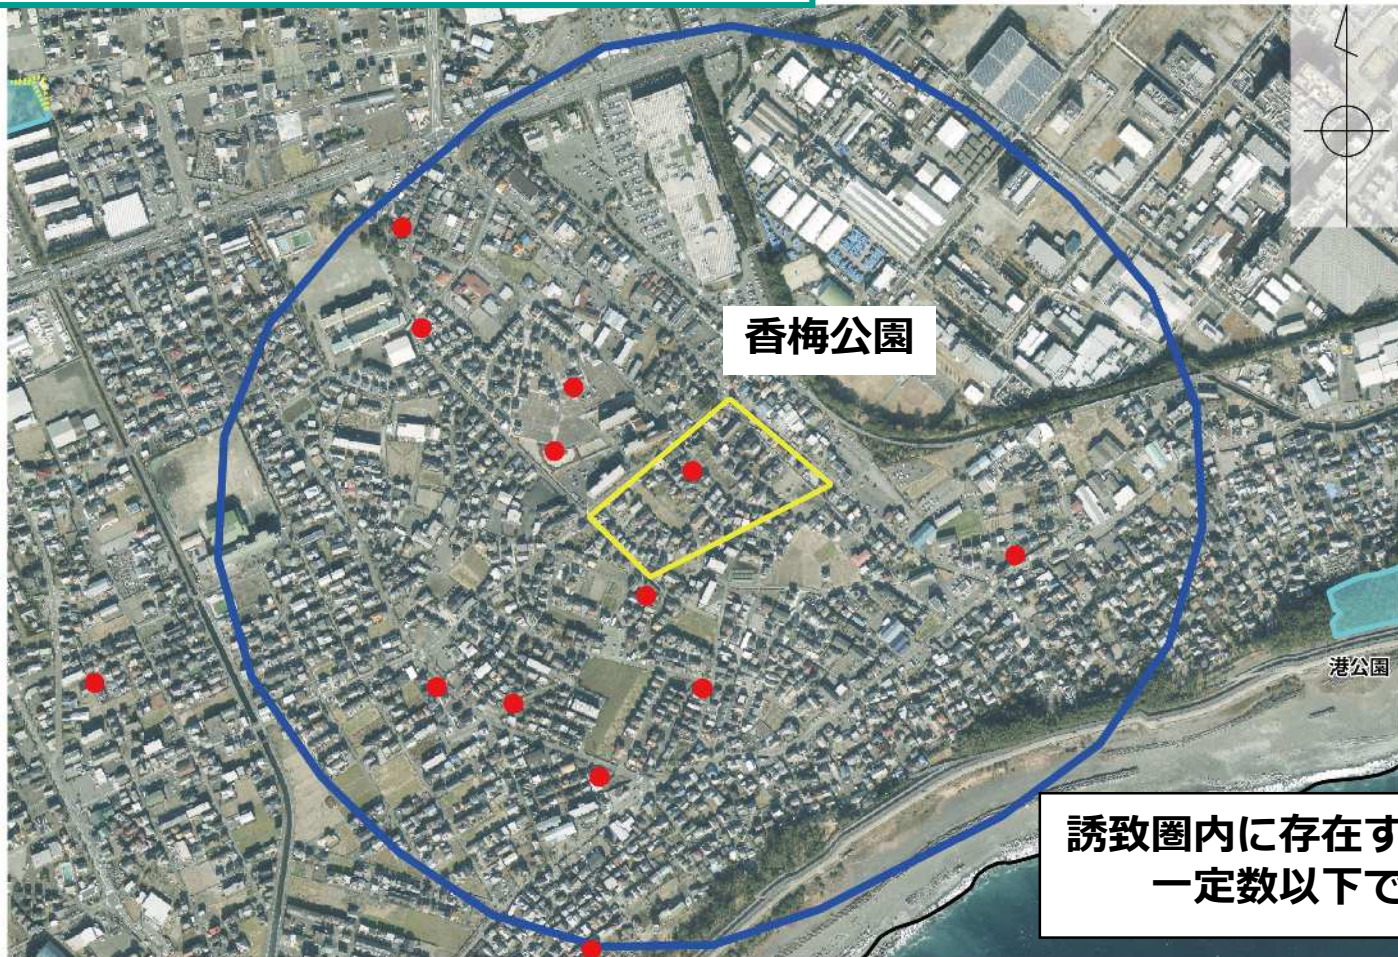 香梅公園
港公園
誘致圏内に存在す
一定数以下で